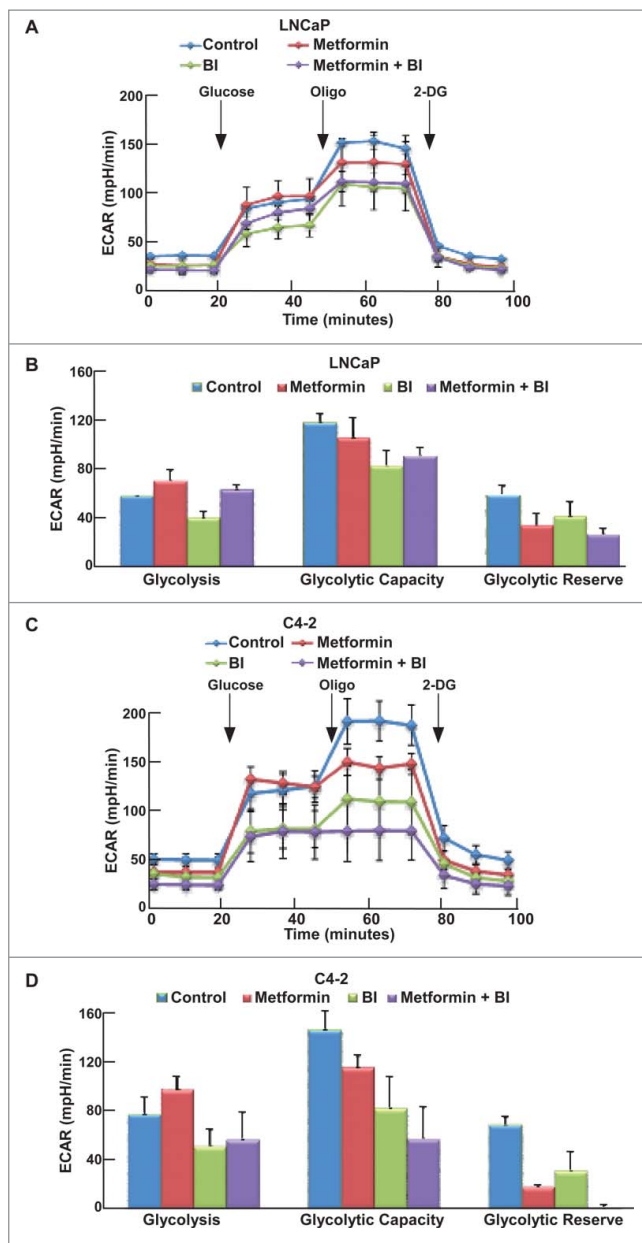 A
LNCaP
Control Metformin
BI Metformin + BI
Glucose Oligo 2-DG
200
150
100
50
0
ECAR (mpH/min)
0 20 40 60 80 100
Time (minutes)
B
LNCaP
Control Metformin BI Metformin + BI
160
120
80
40
0
ECAR (mpH/min)
Glycolysis Glycolytic Capacity Glycolytic Reserve
C
C4-2
Control Metformin
BI Metformin + BI
Glucose Oligo 2-DG
200
150
100
50
0
ECAR (mpH/min)
0 20 40 60 80 100
Time (minutes)
D
C4-2
Control Metformin BI Metformin + BI
160
120
80
40
0
ECAR (mpH/min)
Glycolysis Glycolytic Capacity Glycolytic Reserve